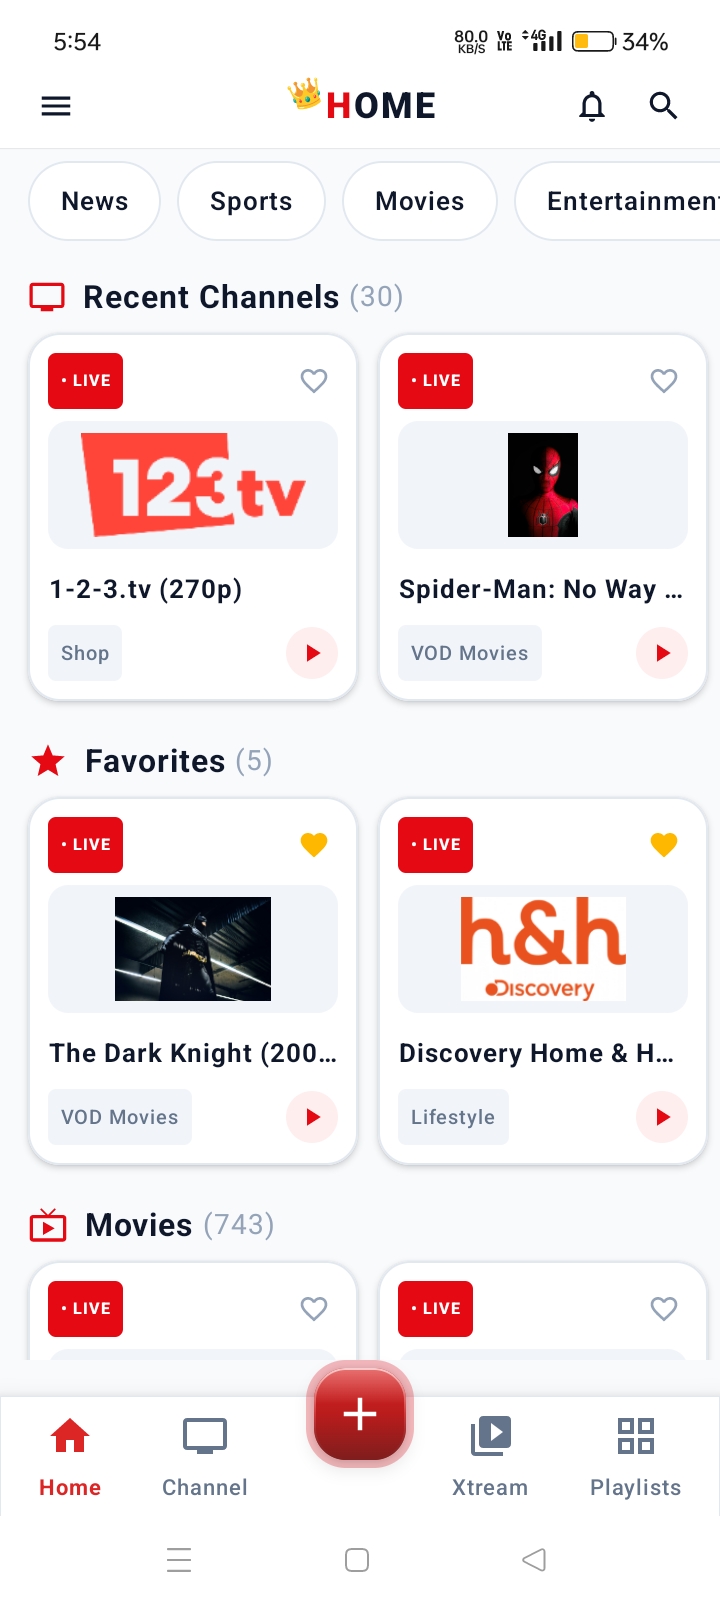 5:54
80.0 KB/S Vo LTE 4G 34%
HOME
News Sports Movies Entertainment
Recent Channels (30)
• LIVE • LIVE
123tv
1-2-3.tv (270p) Spider-Man: No Way ...
Shop VOD Movies
Favorites (5)
• LIVE • LIVE
h&h
Discovery
The Dark Knight (200... Discovery Home & H...
VOD Movies Lifestyle
Movies (743)
• LIVE • LIVE
Home Channel Xtream Playlists